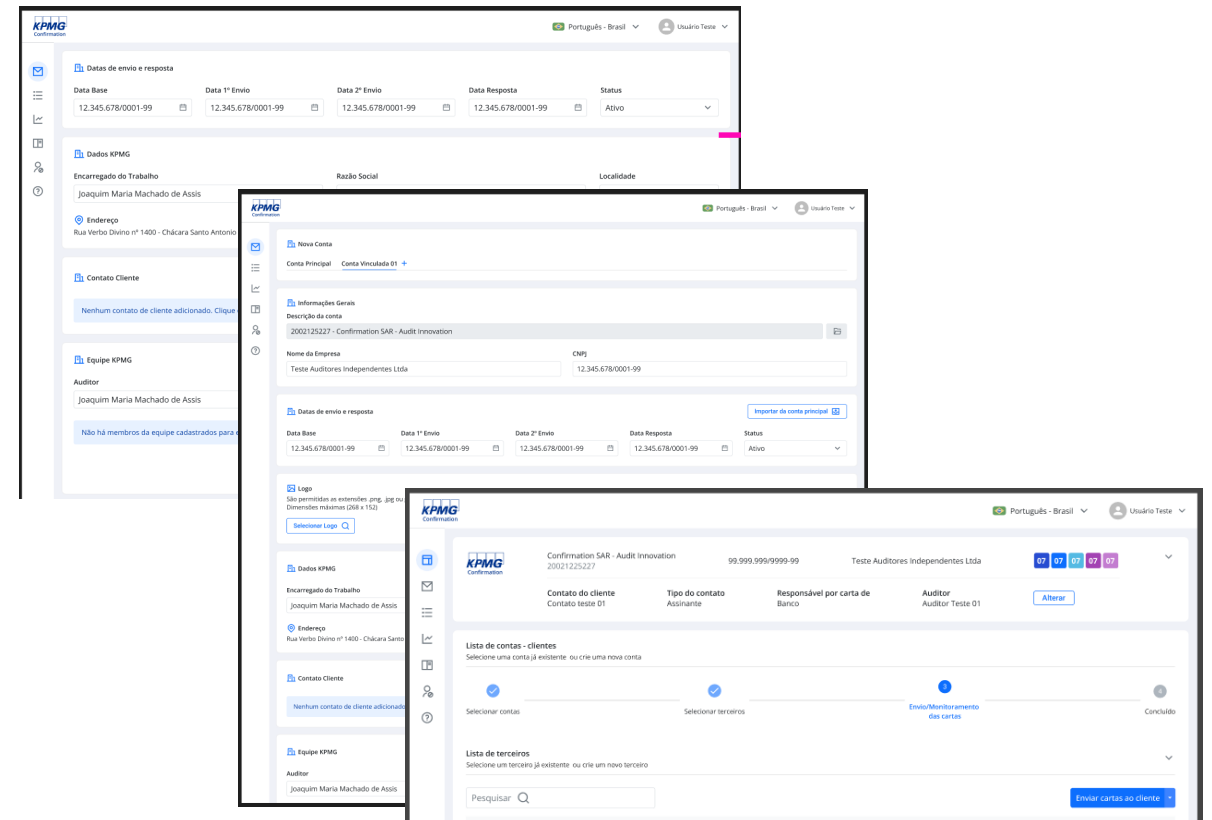 KPMG
Confirmation
Português - Brasil
Usuário Teste
Datas de envio e resposta
Data Base
Data 1º Envio
Data 2º Envio
Data Resposta
Status
12.345.678/0001-99
12.345.678/0001-99
12.345.678/0001-99
12.345.678/0001-99
Ativo
Dados KPMG
Encarregado do Trabalho
Razão Social
Localidade
Joaquim Maria Machado de Assis
Endereço
Rua Verbo Divino nº 1400 - Chácara Santo Antonio
Contato Cliente
Nenhum contato de cliente adicionado. Clique
Equipe KPMG
Auditor
Joaquim Maria Machado de Assis
Não há membros da equipe cadastrados para
KPMG
Confirmation
Português - Brasil
Usuário Teste
Nova Conta
Conta Principal
Conta Vinculada 01 +
Informações Gerais
Descrição da conta
2002125227 - Confirmation SAR - Audit Innovation
Nome da Empresa
CNPJ
Teste Auditores Independentes Ltda
12.345.678/0001-99
Datas de envio e resposta
Importar da conta principal
Data Base
Data 1º Envio
Data 2º Envio
Data Resposta
Status
12.345.678/0001-99
12.345.678/0001-99
12.345.678/0001-99
12.345.678/0001-99
Ativo
Logo
São permitidas as extensões .png, .jpg ou
Dimensões máximas (268 x 152)
Selecionar Logo
Dados KPMG
Encarregado do Trabalho
Joaquim Maria Machado de Assis
Endereço
Rua Verbo Divino nº 1400 - Chácara Santo
Contato Cliente
Nenhum contato de cliente adicionado
Equipe KPMG
Auditor
Joaquim Maria Machado de Assis
KPMG
Confirmation
Português - Brasil
Usuário Teste
KPMG
Confirmation
Confirmation SAR - Audit Innovation
20021225227
99.999.999/9999-99
Teste Auditores Independentes Ltda
07 07 07 07 07
Contato do cliente
Contato teste 01
Tipo do contato
Assinante
Responsável por carta de
Banco
Auditor
Auditor Teste 01
Alterar
Lista de contas - clientes
Selecione uma conta já existente ou crie uma nova conta
Selecionar contas
Selecionar terceiros
3
Envio/Monitoramento
das cartas
4
Concluído
Lista de terceiros
Selecione um terceiro já existente ou crie um novo terceiro
Pesquisar
Enviar cartas ao cliente